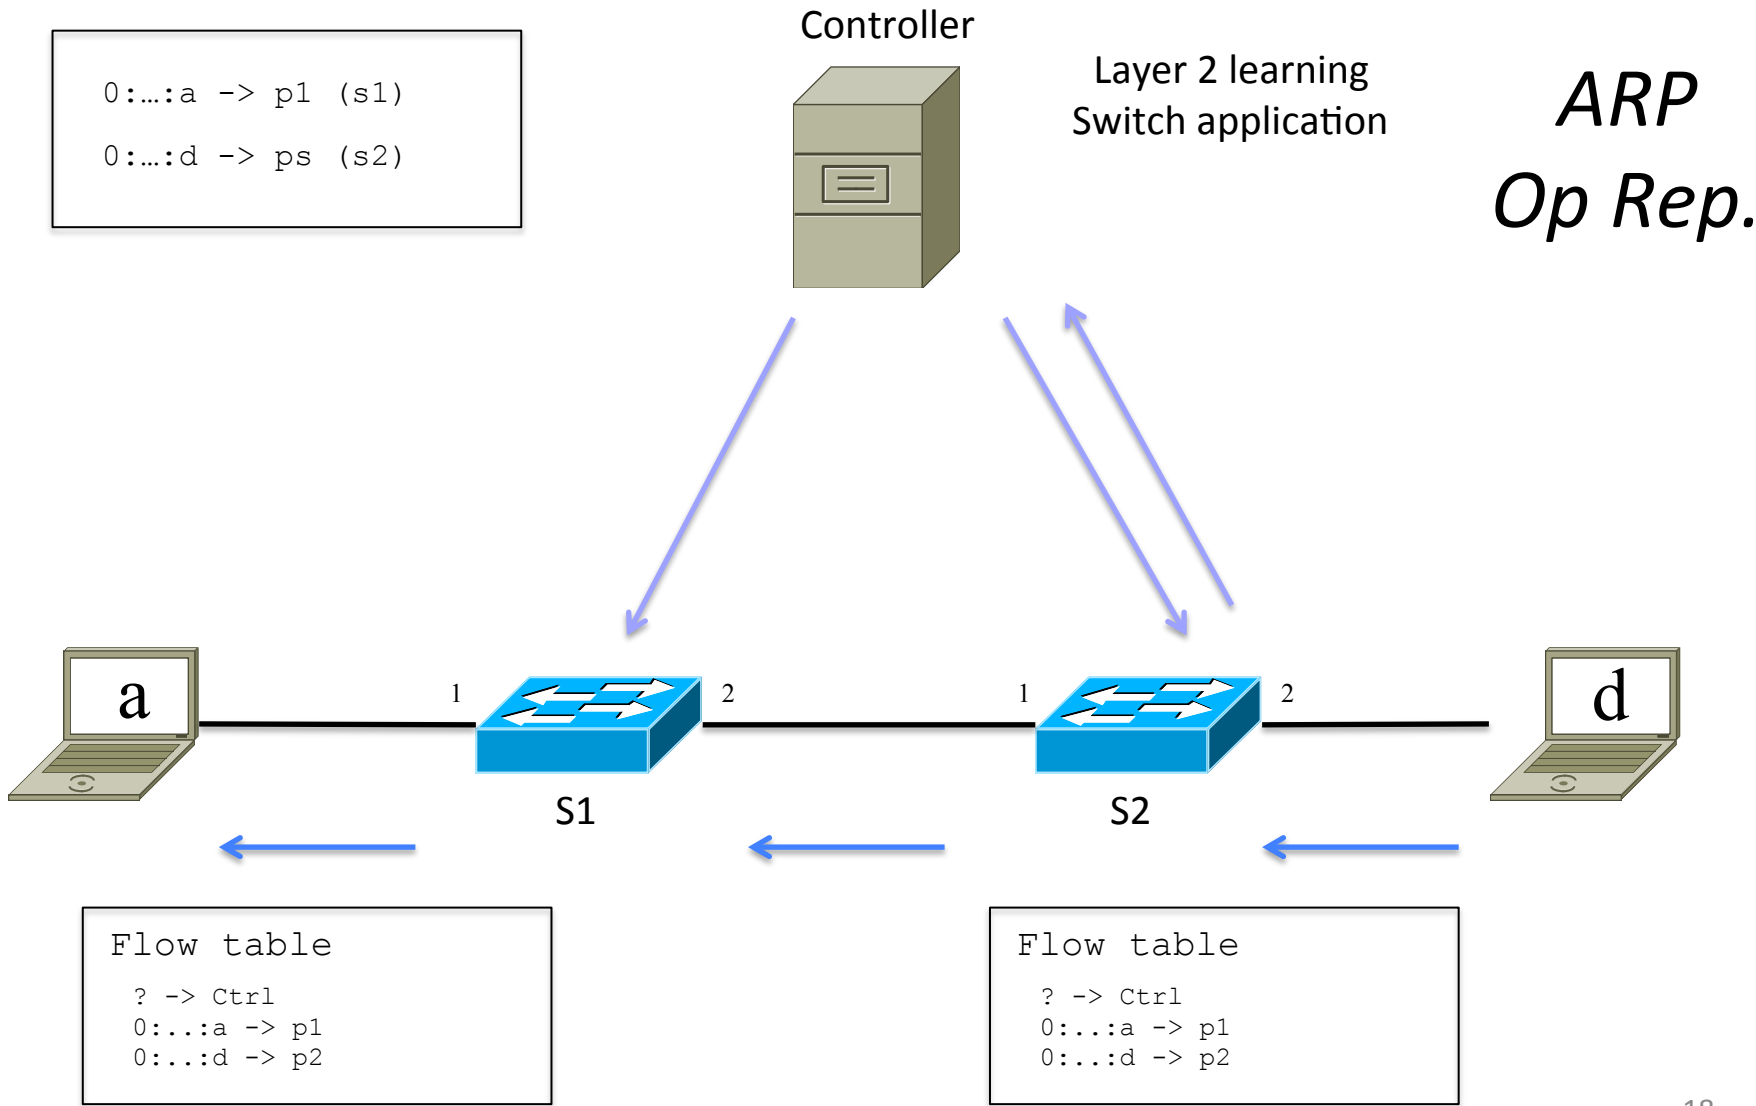 Controller
0:…:a -> p1 (s1)
0:…:d -> ps (s2)
Layer 2 learning
Switch application
ARP
Op Rep.
a
1
2
1
2
d
S1
S2
Flow table
? -> Ctrl
0:..:a -> p1
0:..:d -> p2
Flow table
? -> Ctrl
0:..:a -> p1
0:..:d -> p2